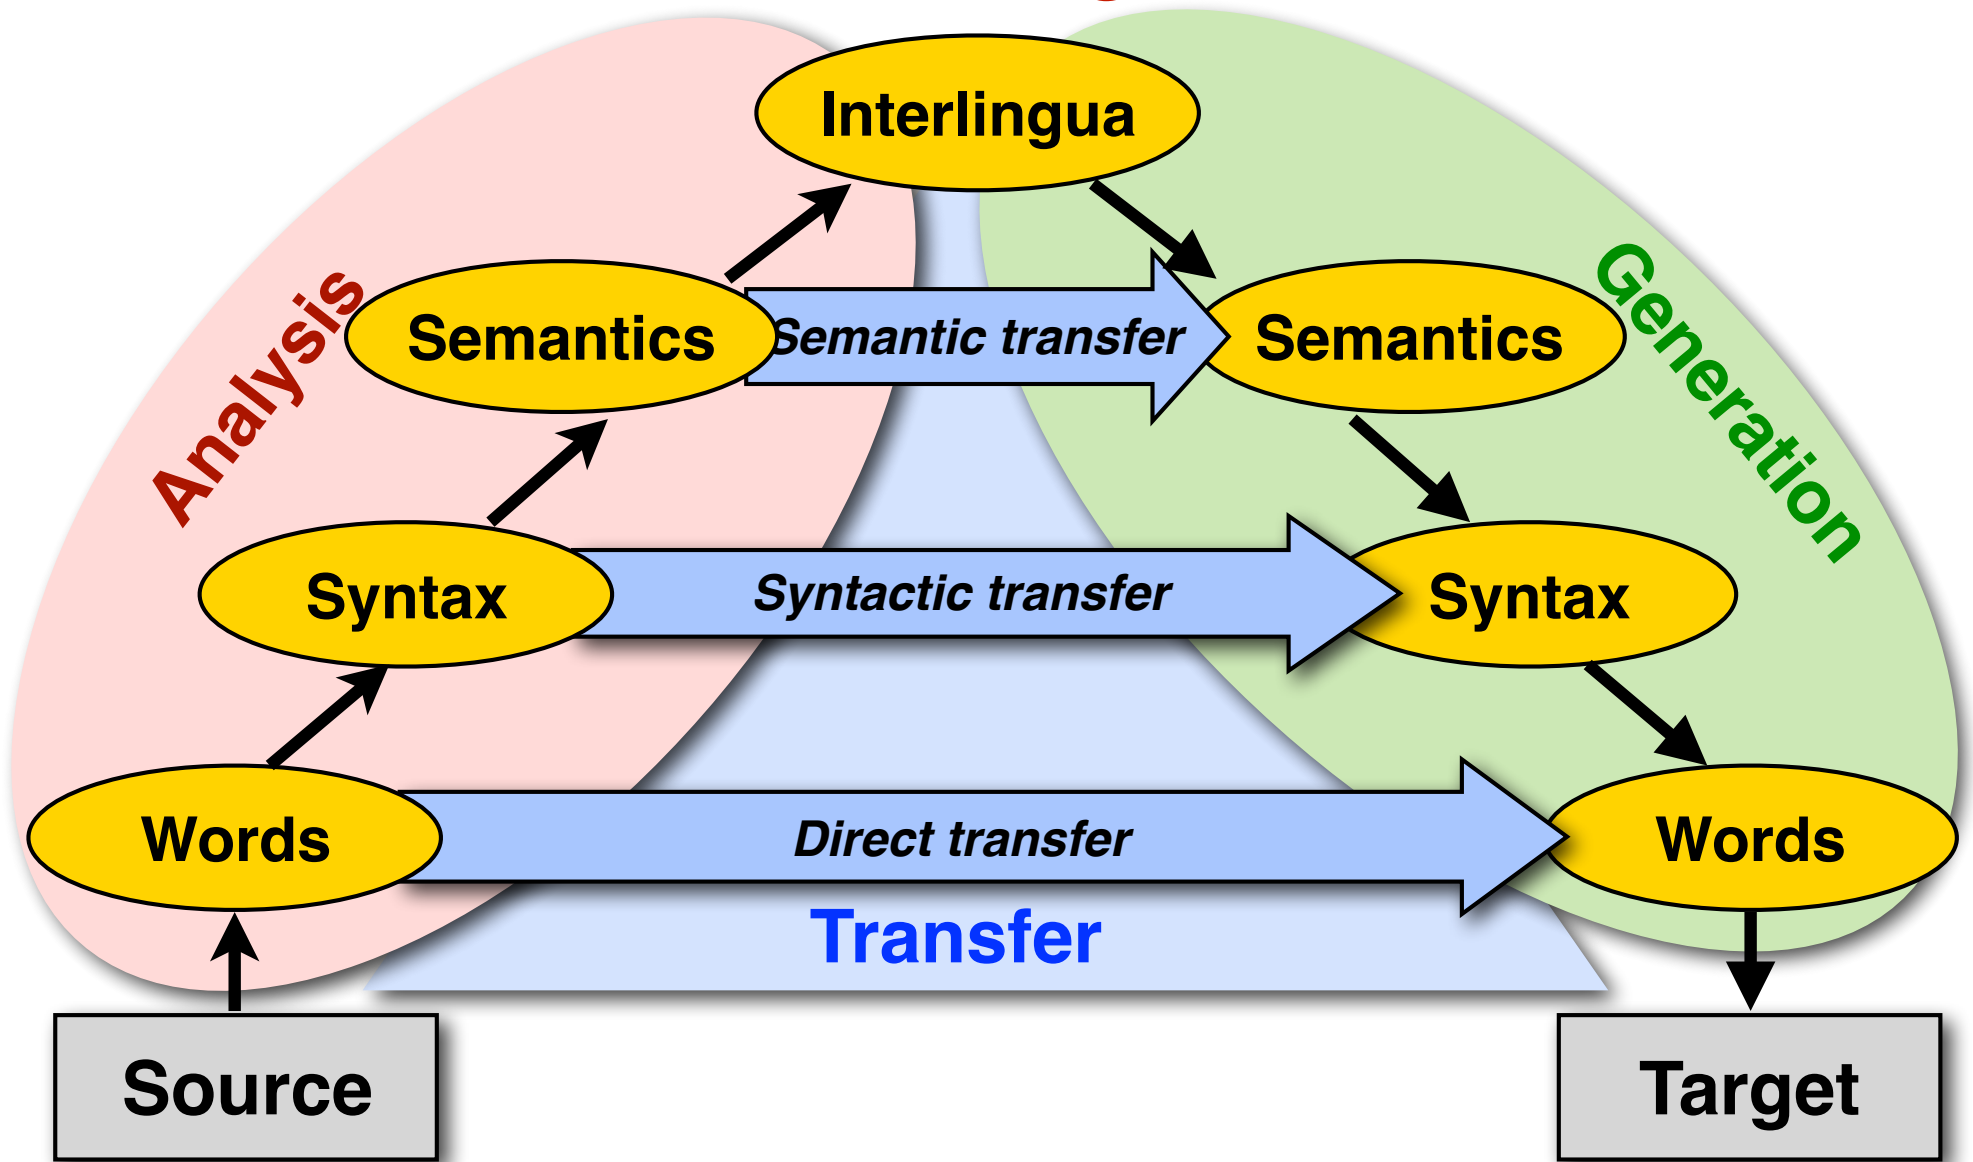 Interlingua
Analysis
Generation
Semantics
Semantic transfer
Semantics
Syntax
Syntactic transfer
Syntax
Words
Direct transfer
Words
Transfer
Source
Target